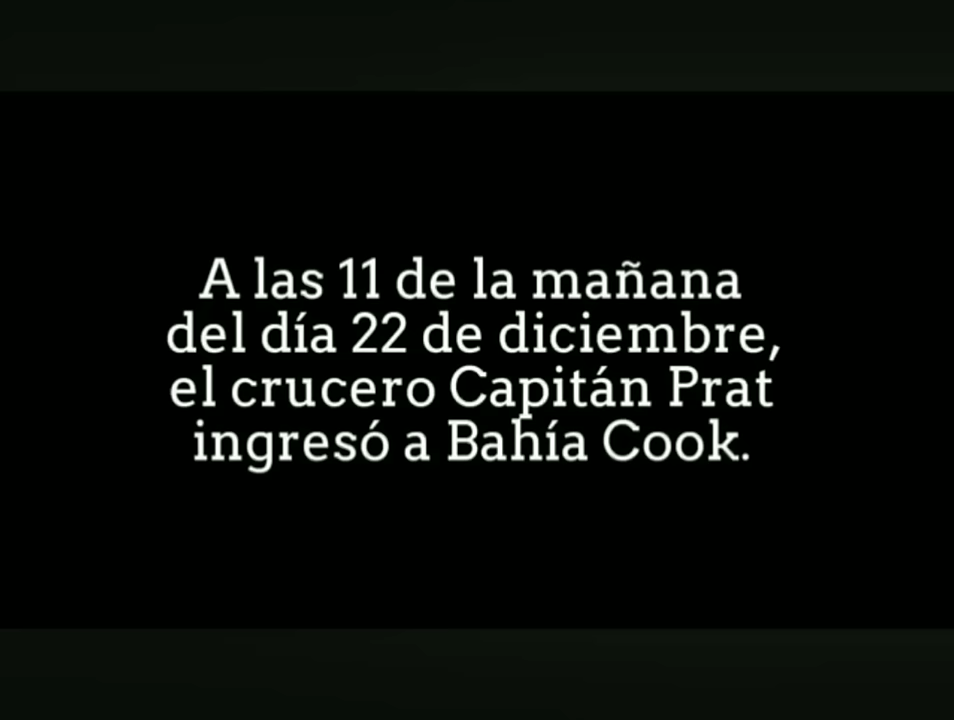 A las 11 de la mañana
del día 22 de diciembre,
el crucero Capitán Prat
ingresó a Bahía Cook.